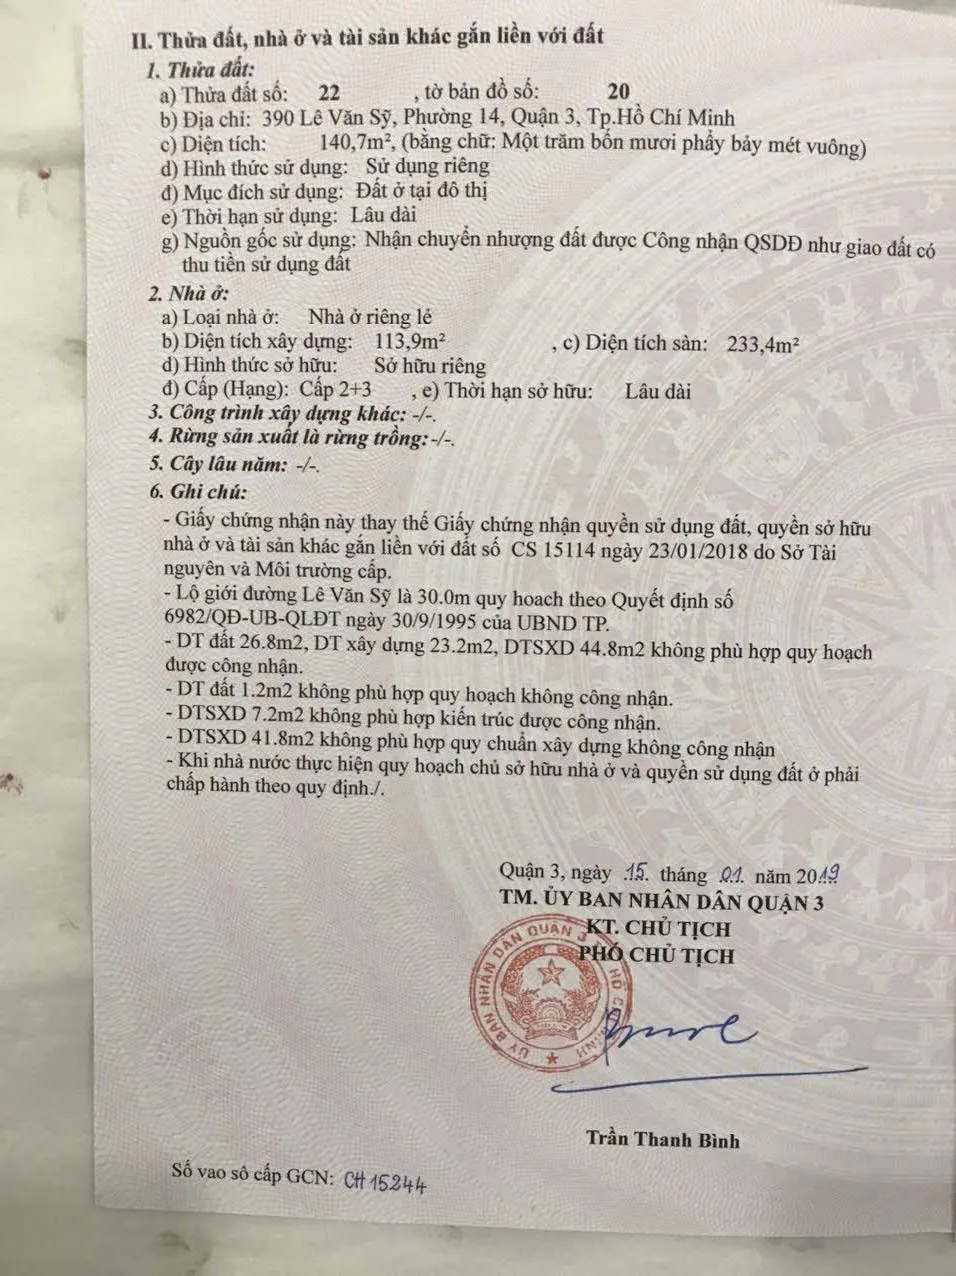 II. Thửa đất, nhà ở và tài sản khác gắn liền với đất
1. Thửa đất:
a) Thửa đất số: 22 , tờ bản đồ số: 20
b) Địa chỉ: 390 Lê Văn Sỹ, Phường 14, Quận 3, Tp.Hồ Chí Minh
c) Diện tích: 140,7m², (bằng chữ: Một trăm bốn mươi phẩy bảy mét vuông)
d) Hình thức sử dụng: Sử dụng riêng
đ) Mục đích sử dụng: Đất ở tại đô thị
e) Thời hạn sử dụng: Lâu dài
g) Nguồn gốc sử dụng: Nhận chuyển nhượng đất được Công nhận QSDĐ như giao đất có
thu tiền sử dụng đất
2. Nhà ở:
a) Loại nhà ở: Nhà ở riêng lẻ
b) Diện tích xây dựng: 113,9m² , c) Diện tích sàn: 233,4m²
d) Hình thức sở hữu: Sở hữu riêng
đ) Cấp (Hạng): Cấp 2+3 , e) Thời hạn sở hữu: Lâu dài
3. Công trình xây dựng khác: -/-.
4. Rừng sản xuất là rừng trồng: -/-.
5. Cây lâu năm: -/-.
6. Ghi chú:
- Giấy chứng nhận này thay thế Giấy chứng nhận quyền sử dụng đất, quyền sở hữu
nhà ở và tài sản khác gắn liền với đất số CS 15114 ngày 23/01/2018 do Sở Tài
nguyên và Môi trường cấp.
- Lộ giới đường Lê Văn Sỹ là 30.0m quy hoach theo Quyết định số
6982/QĐ-UB-QLĐT ngày 30/9/1995 của UBND TP.
- DT đất 26.8m2, DT xây dựng 23.2m2, DTSXD 44.8m2 không phù hợp quy hoạch
được công nhận.
- DT đất 1.2m2 không phù hợp quy hoạch không công nhận.
- DTSXD 7.2m2 không phù hợp kiến trúc được công nhận.
- DTSXD 41.8m2 không phù hợp quy chuẩn xây dựng không công nhận
- Khi nhà nước thực hiện quy hoạch chủ sở hữu nhà ở và quyền sử dụng đất ở phải
chấp hành theo quy định./.
Quận 3, ngày 15. tháng 01. năm 2019
TM. ỦY BAN NHÂN DÂN QUẬN 3
KT. CHỦ TỊCH
PHÓ CHỦ TỊCH
ỦY BAN NHÂN DÂN QUẬN 3
Trần Thanh Bình
Số vao sô cấp GCN: CH 15244